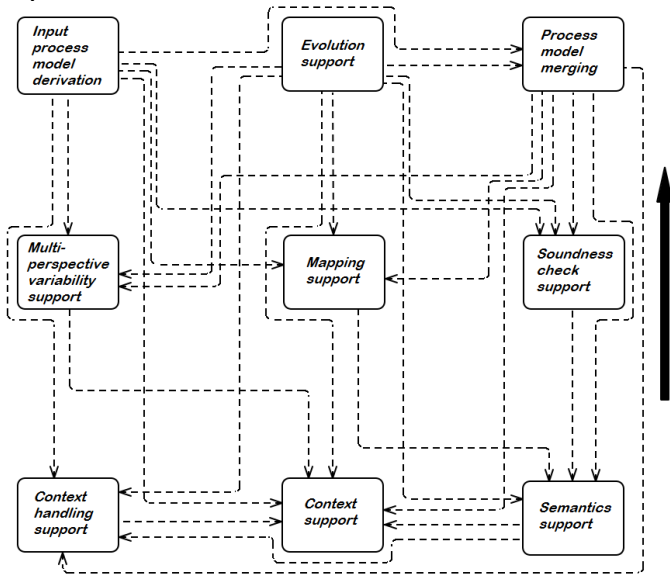 Input
process
model
derivation
Evolution
support
Process
model
merging
Multi-
perspective
variability
support
Mapping
support
Soundness
check
support
Context
handling
support
Context
support
Semantics
support